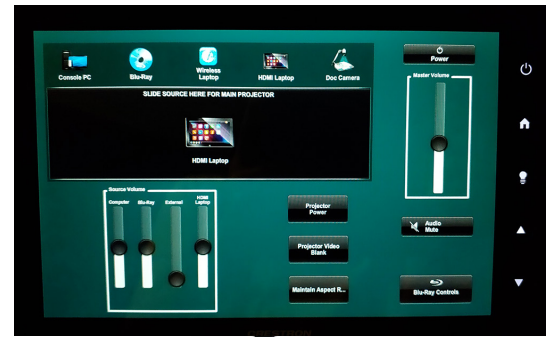 Power
Console PC
Blu-Ray
Wireless
Laptop
HDMI Laptop
Doc Camera
Master Volume
SLIDE SOURCE HERE FOR MAIN PROJECTOR
HDMI Laptop
Source Volume
Computer
Blu-Ray
External
HDMI
Laptop
Projector
Power
Audio
Mute
Projector Video
Blank
Maintain Aspect R...
Blu-Ray Controls
CRESTRON